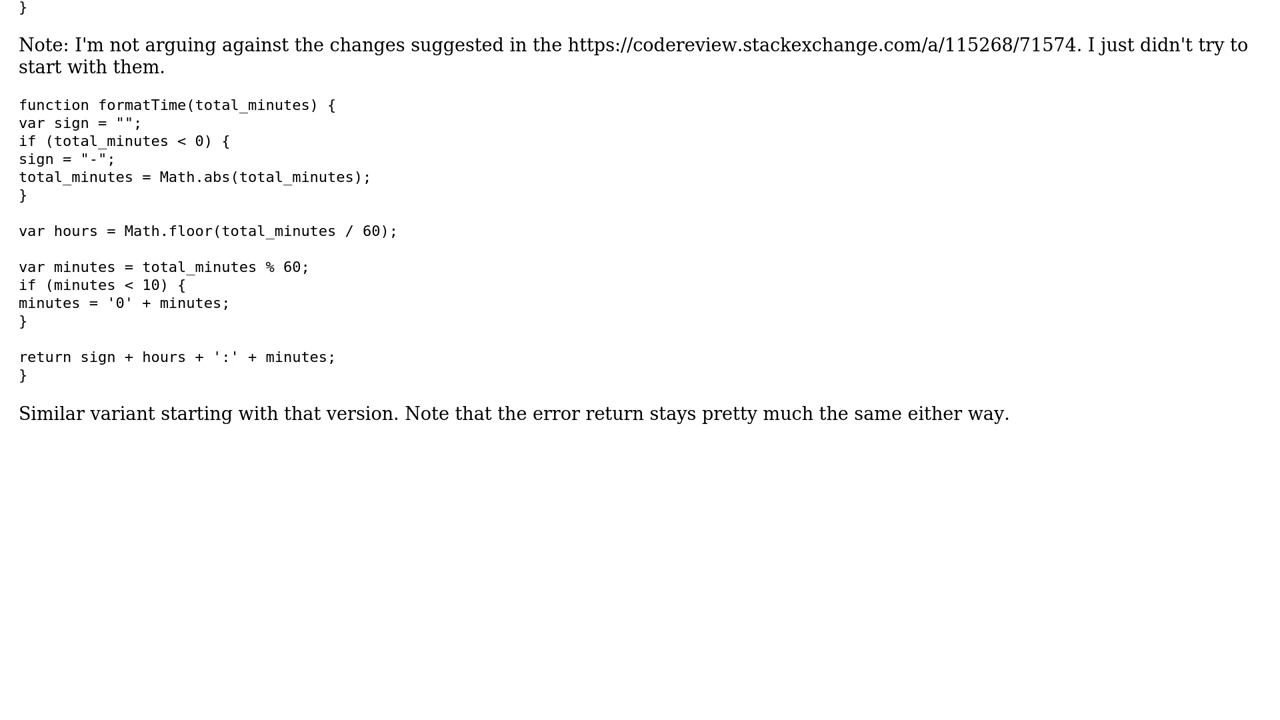 }
Note: I'm not arguing against the changes suggested in the https://codereview.stackexchange.com/a/115268/71574. I just didn't try to
start with them.
function formatTime(total_minutes) {
var sign = "";
if (total_minutes < 0) {
sign = "-";
total_minutes = Math.abs(total_minutes);
}
var hours = Math.floor(total_minutes / 60);
var minutes = total_minutes % 60;
if (minutes < 10) {
minutes = '0' + minutes;
}
return sign + hours + ':' + minutes;
}
Similar variant starting with that version. Note that the error return stays pretty much the same either way.